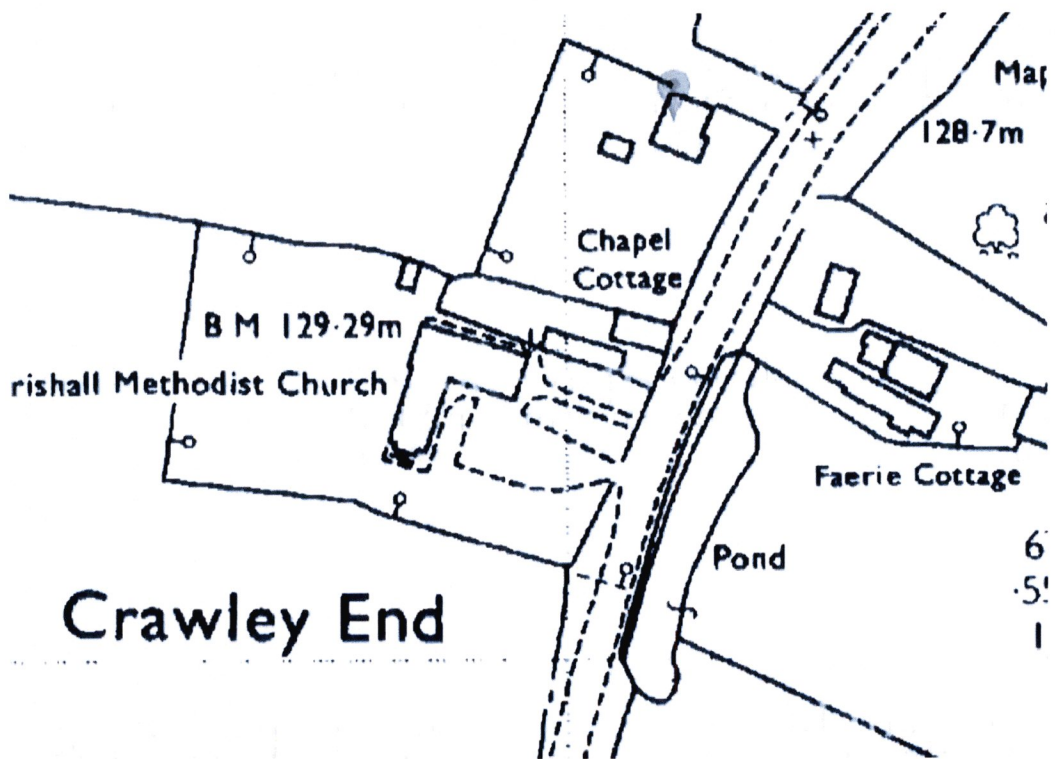 Map
128·7m
Chapel
Cottage
B M 129·29m
rishall Methodist Church
Faerie Cottage
Pond
Crawley End